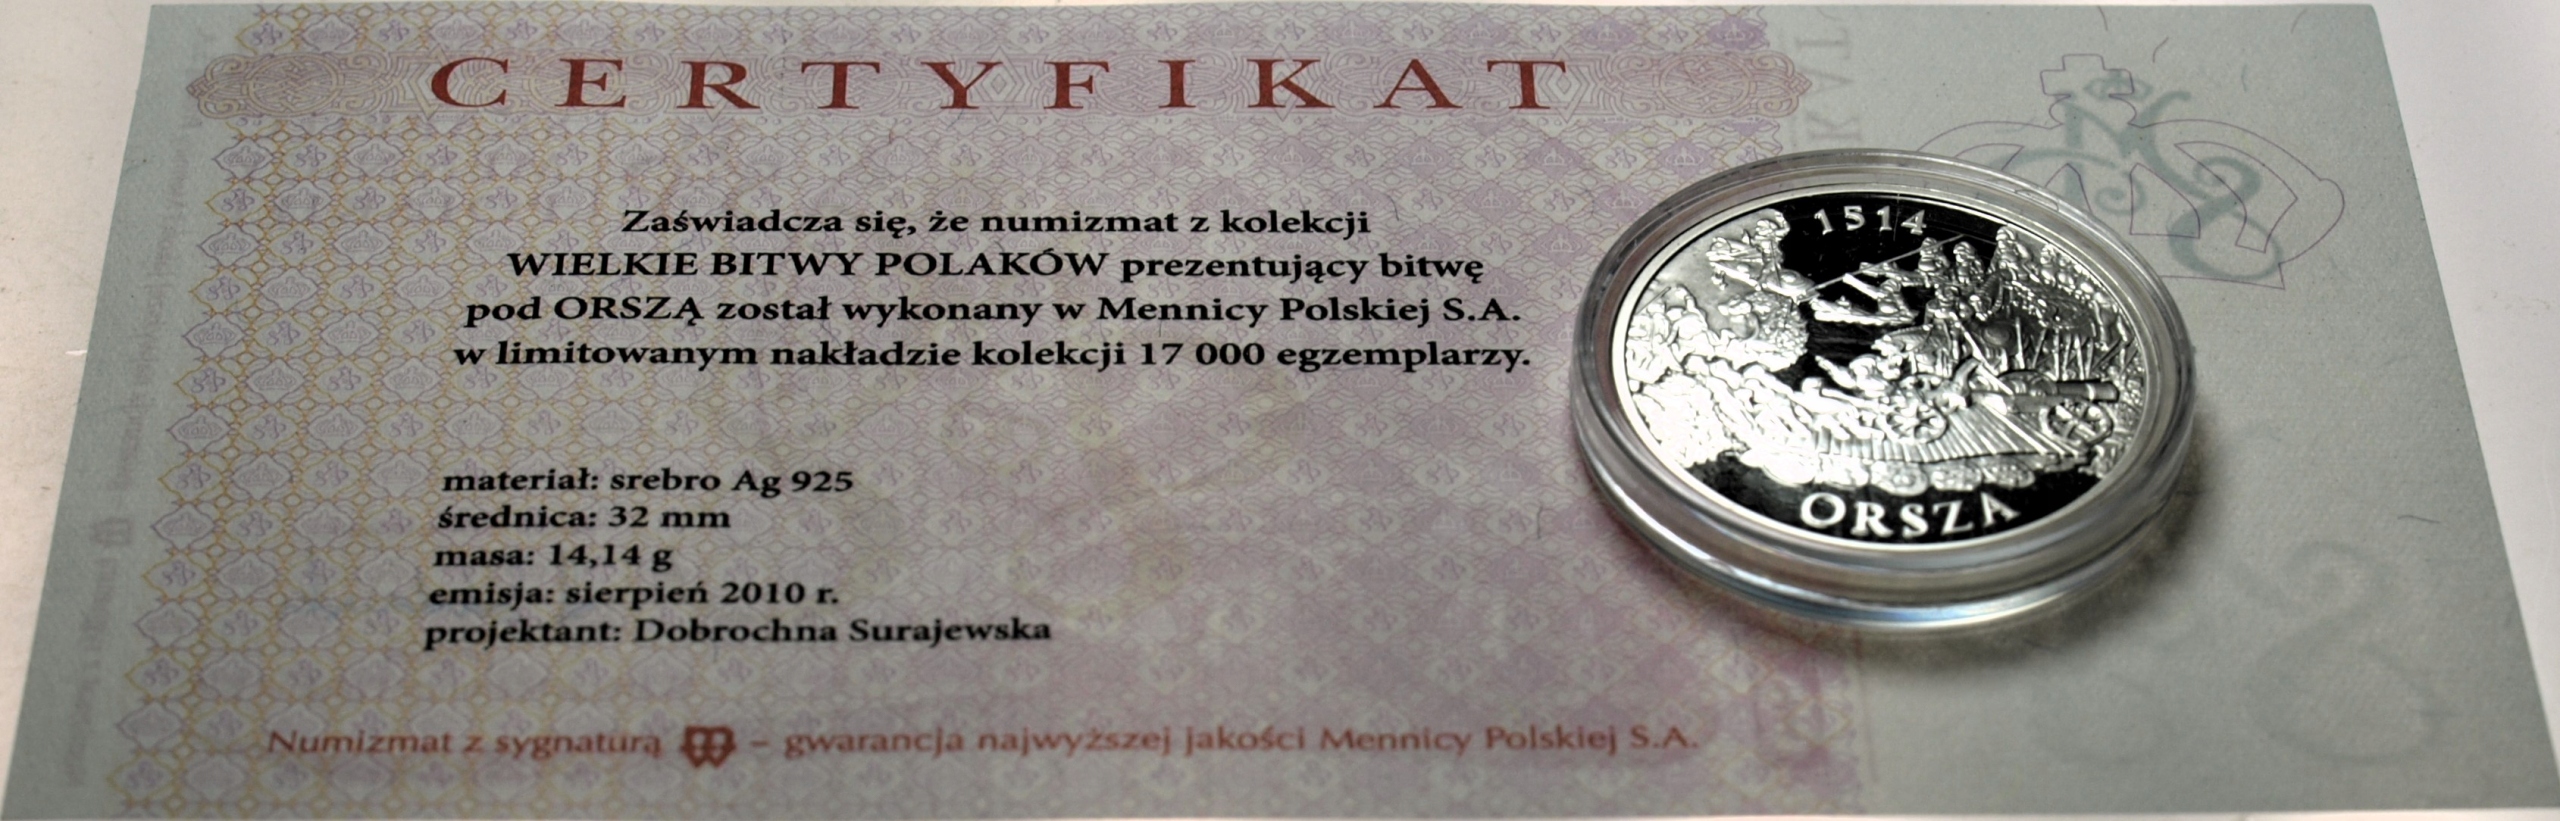 CERTYFIKAT
Zaświadcza się, że numizmat z kolekcji
WIELKIE BITWY POLAKÓW prezentujący bitwę
pod ORSZĄ został wykonany w Mennicy Polskiej S.A.
w limitowanym nakładzie kolekcji 17 000 egzemplarzy.
materiał: srebro Ag 925
średnica: 32 mm
masa: 14,14 g
emisja: sierpień 2010 r.
projektant: Dobrochna Surajewska
Numizmat z sygnaturą – gwarancja najwyższej jakości Mennicy Polskiej S.A.
1514
ORSZA